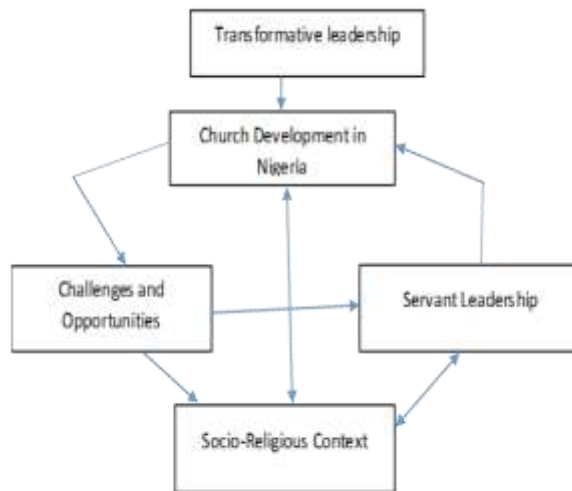 Transformative leadership
Church Development in
Nigeria
Challenges and
Opportunities
Servant Leadership
Socio-Religious Context